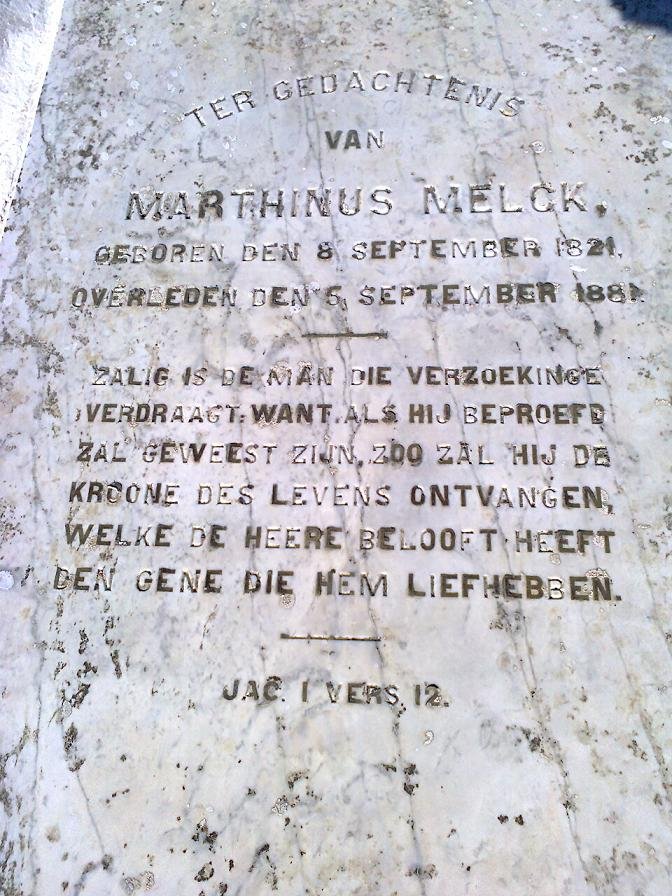 TER GEDACHTENIS
VAN
MARTHINUS MELCK,
GEBOREN DEN 8 SEPTEMBER 1821,
OVERLEDEN DEN 5 SEPTEMBER 1881.
ZALIG IS DE MAN DIE VERZOEKINGE
VERDRAAGT: WANT ALS HIJ BEPROEFD
ZAL GEWEEST ZIJN, ZOO ZAL HIJ DE
KROONE DES LEVENS ONTVANGEN,
WELKE DE HEERE BELOOFT HEEFT
DEN GENE DIE HEM LIEFHEBBEN.
JAC. I VERS. 12.